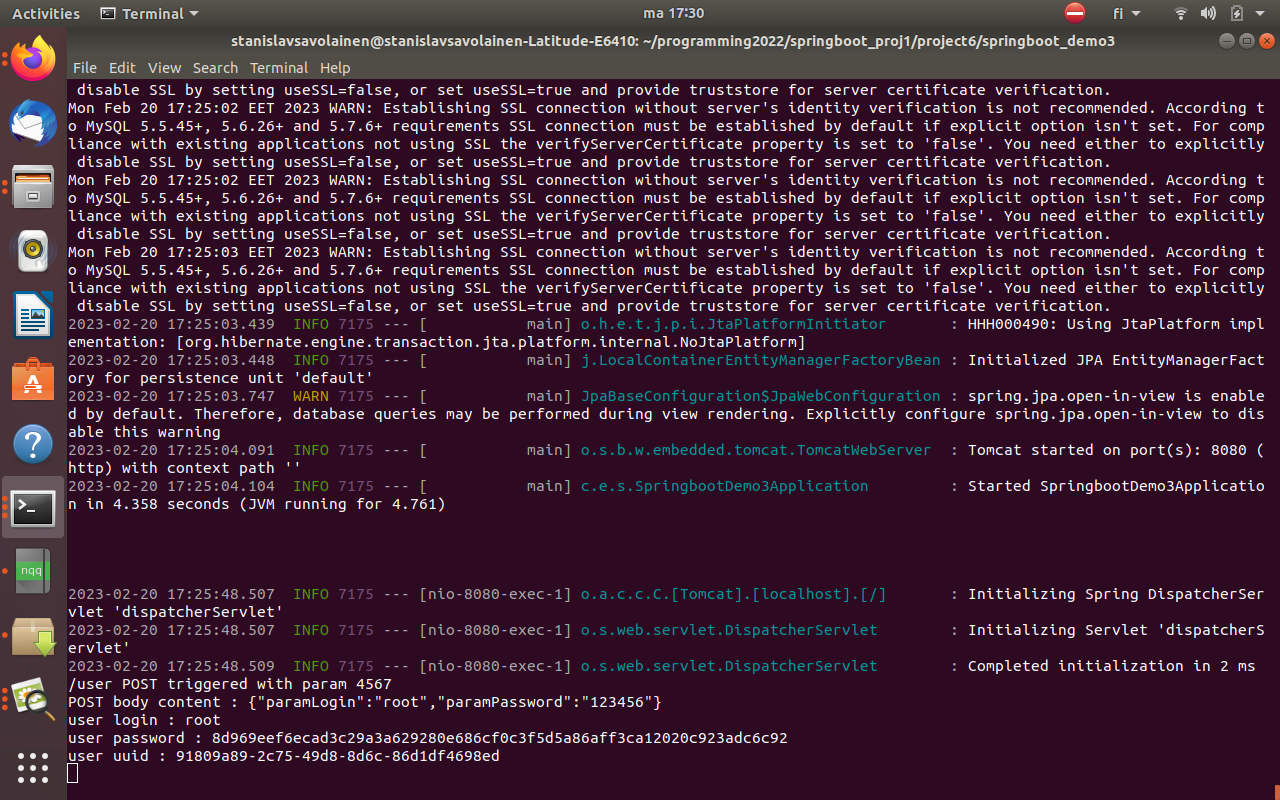 Activities Terminal ma 17:30 fi
stanislavsavolainen@stanislavsavolainen-Latitude-E6410: ~/programming2022/springboot_proj1/project6/springboot_demo3
File Edit View Search Terminal Help
disable SSL by setting useSSL=false, or set useSSL=true and provide truststore for server certificate verification.
Mon Feb 20 17:25:02 EET 2023 WARN: Establishing SSL connection without server's identity verification is not recommended. According t
o MySQL 5.5.45+, 5.6.26+ and 5.7.6+ requirements SSL connection must be established by default if explicit option isn't set. For comp
liance with existing applications not using SSL the verifyServerCertificate property is set to 'false'. You need either to explicitly
disable SSL by setting useSSL=false, or set useSSL=true and provide truststore for server certificate verification.
Mon Feb 20 17:25:02 EET 2023 WARN: Establishing SSL connection without server's identity verification is not recommended. According t
o MySQL 5.5.45+, 5.6.26+ and 5.7.6+ requirements SSL connection must be established by default if explicit option isn't set. For comp
liance with existing applications not using SSL the verifyServerCertificate property is set to 'false'. You need either to explicitly
disable SSL by setting useSSL=false, or set useSSL=true and provide truststore for server certificate verification.
Mon Feb 20 17:25:03 EET 2023 WARN: Establishing SSL connection without server's identity verification is not recommended. According t
o MySQL 5.5.45+, 5.6.26+ and 5.7.6+ requirements SSL connection must be established by default if explicit option isn't set. For comp
liance with existing applications not using SSL the verifyServerCertificate property is set to 'false'. You need either to explicitly
disable SSL by setting useSSL=false, or set useSSL=true and provide truststore for server certificate verification.
2023-02-20 17:25:03.439  INFO 7175 --- [           main] o.h.e.t.j.p.i.JtaPlatformInitiator       : HHH000490: Using JtaPlatform impl
ementation: [org.hibernate.engine.transaction.jta.platform.internal.NoJtaPlatform]
2023-02-20 17:25:03.448  INFO 7175 --- [           main] j.LocalContainerEntityManagerFactoryBean : Initialized JPA EntityManagerFact
ory for persistence unit 'default'
2023-02-20 17:25:03.747  WARN 7175 --- [           main] JpaBaseConfiguration$JpaWebConfiguration : spring.jpa.open-in-view is enable
d by default. Therefore, database queries may be performed during view rendering. Explicitly configure spring.jpa.open-in-view to dis
able this warning
2023-02-20 17:25:04.091  INFO 7175 --- [           main] o.s.b.w.embedded.tomcat.TomcatWebServer  : Tomcat started on port(s): 8080 (
http) with context path ''
2023-02-20 17:25:04.104  INFO 7175 --- [           main] c.e.s.SpringbootDemo3Application         : Started SpringbootDemo3Applicatio
n in 4.358 seconds (JVM running for 4.761)
2023-02-20 17:25:48.507  INFO 7175 --- [nio-8080-exec-1] o.a.c.c.C.[Tomcat].[localhost].[/]       : Initializing Spring DispatcherSer
vlet 'dispatcherServlet'
2023-02-20 17:25:48.507  INFO 7175 --- [nio-8080-exec-1] o.s.web.servlet.DispatcherServlet        : Initializing Servlet 'dispatcherS
ervlet'
2023-02-20 17:25:48.509  INFO 7175 --- [nio-8080-exec-1] o.s.web.servlet.DispatcherServlet        : Completed initialization in 2 ms
/user POST triggered with param 4567
POST body content : {"paramLogin":"root","paramPassword":"123456"}
user login : root
user password : 8d969eef6ecad3c29a3a629280e686cf0c3f5d5a86aff3ca12020c923adc6c92
user uuid : 91809a89-2c75-49d8-8d6c-86d1df4698ed
nqq